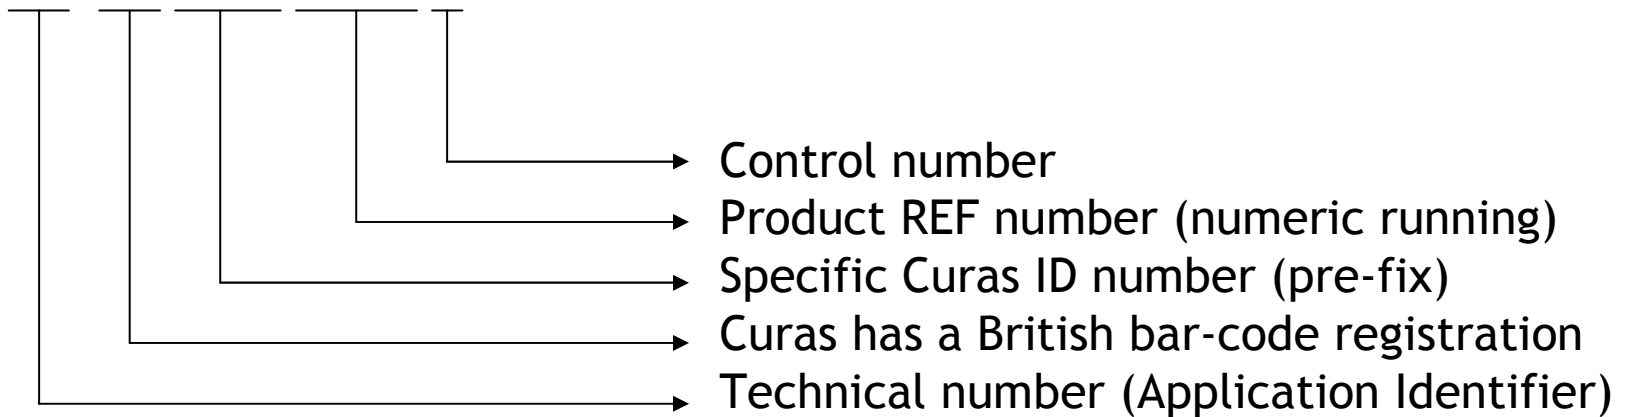 Control number
Product REF number (numeric running)
Specific Curas ID number (pre-fix)
Curas has a British bar-code registration
Technical number (Application Identifier)